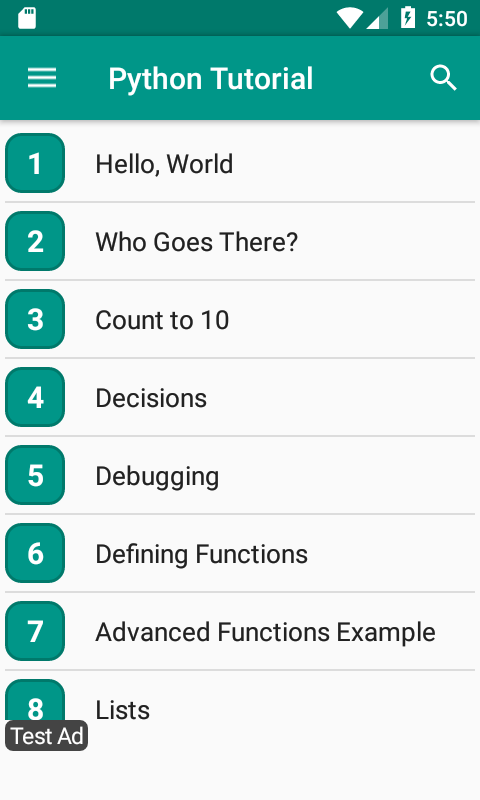 5:50
Python Tutorial
1 Hello, World
2 Who Goes There?
3 Count to 10
4 Decisions
5 Debugging
6 Defining Functions
7 Advanced Functions Example
8 Lists
Test Ad